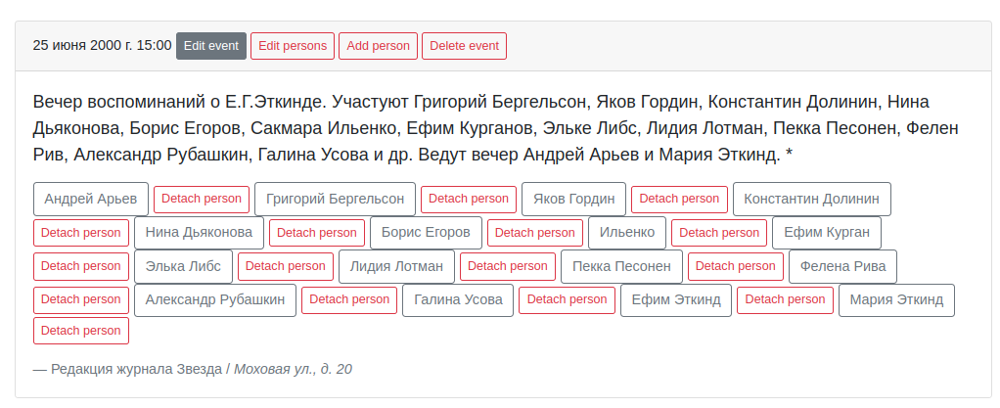 25 июня 2000 г. 15:00 Edit event Edit persons Add person Delete event
Вечер воспоминаний о Е.Г.Эткинде. Участуют Григорий Бергельсон, Яков Гордин, Константин Долинин, Нина
Дьяконова, Борис Егоров, Сакмара Ильенко, Ефим Курганов, Эльке Либс, Лидия Лотман, Пекка Песонен, Фелен
Рив, Александр Рубашкин, Галина Усова и др. Ведут вечер Андрей Арьев и Мария Эткинд. *
Андрей Арьев Detach person Григорий Бергельсон Detach person Яков Гордин Detach person Константин Долинин
Detach person Нина Дьяконова Detach person Борис Егоров Detach person Ильенко Detach person Ефим Курган
Detach person Элька Либс Detach person Лидия Лотман Detach person Пекка Песонен Detach person Фелена Рива
Detach person Александр Рубашкин Detach person Галина Усова Detach person Ефим Эткинд Detach person Мария Эткинд
Detach person
— Редакция журнала Звезда / Моховая ул., д. 20